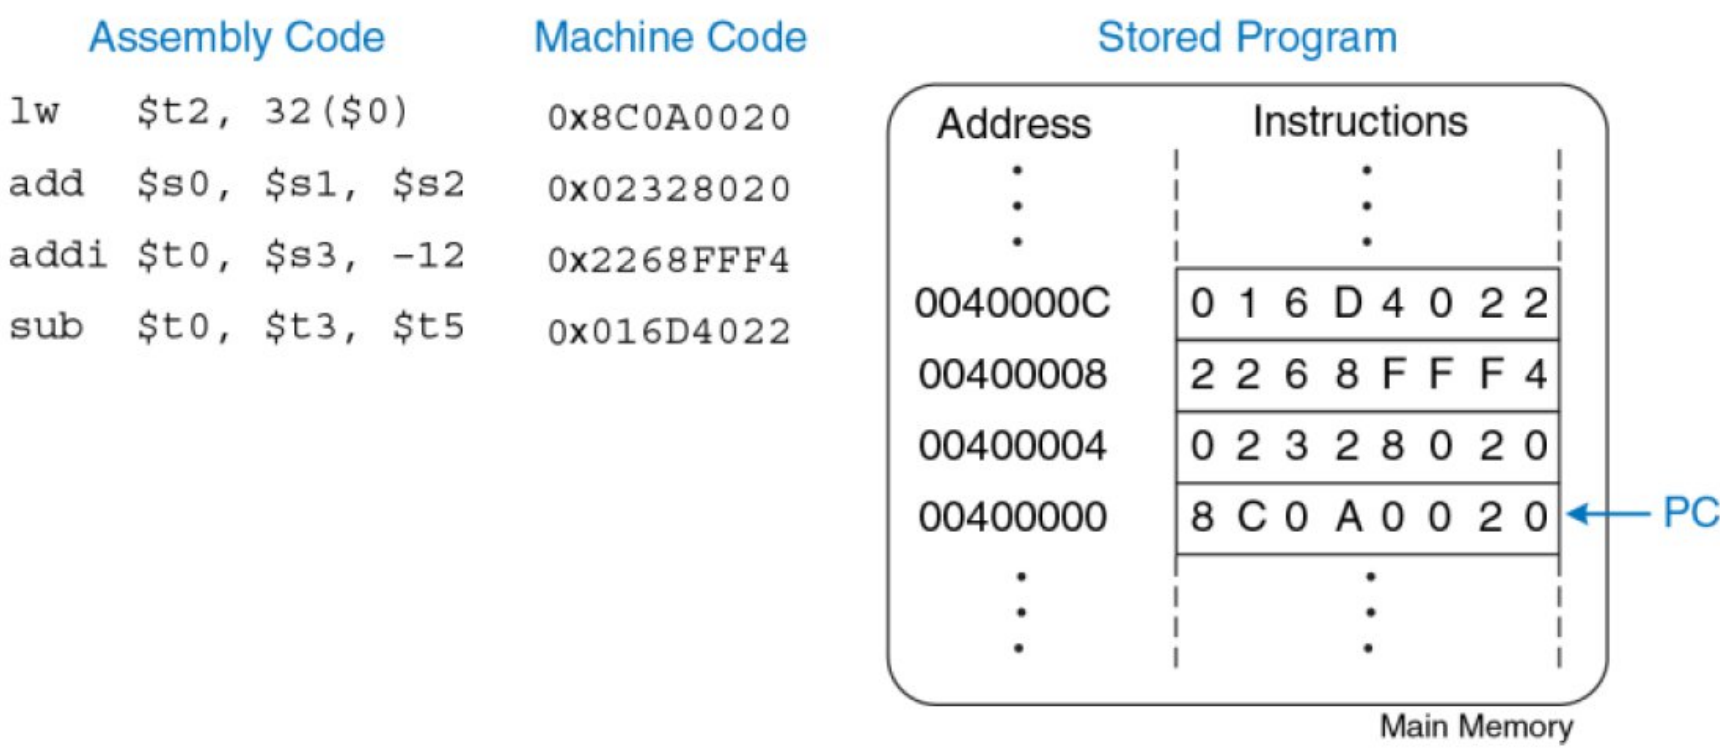 Assembly Code Machine Code Stored Program
lw $t2, 32($0) 0x8C0A0020
add $s0, $s1, $s2 0x02328020
addi $t0, $s3, -12 0x2268FFF4
sub $t0, $t3, $t5 0x016D4022
Address Instructions
0040000C 0 1 6 D 4 0 2 2
00400008 2 2 6 8 F F F 4
00400004 0 2 3 2 8 0 2 0
00400000 8 C 0 A 0 0 2 0 PC
Main Memory